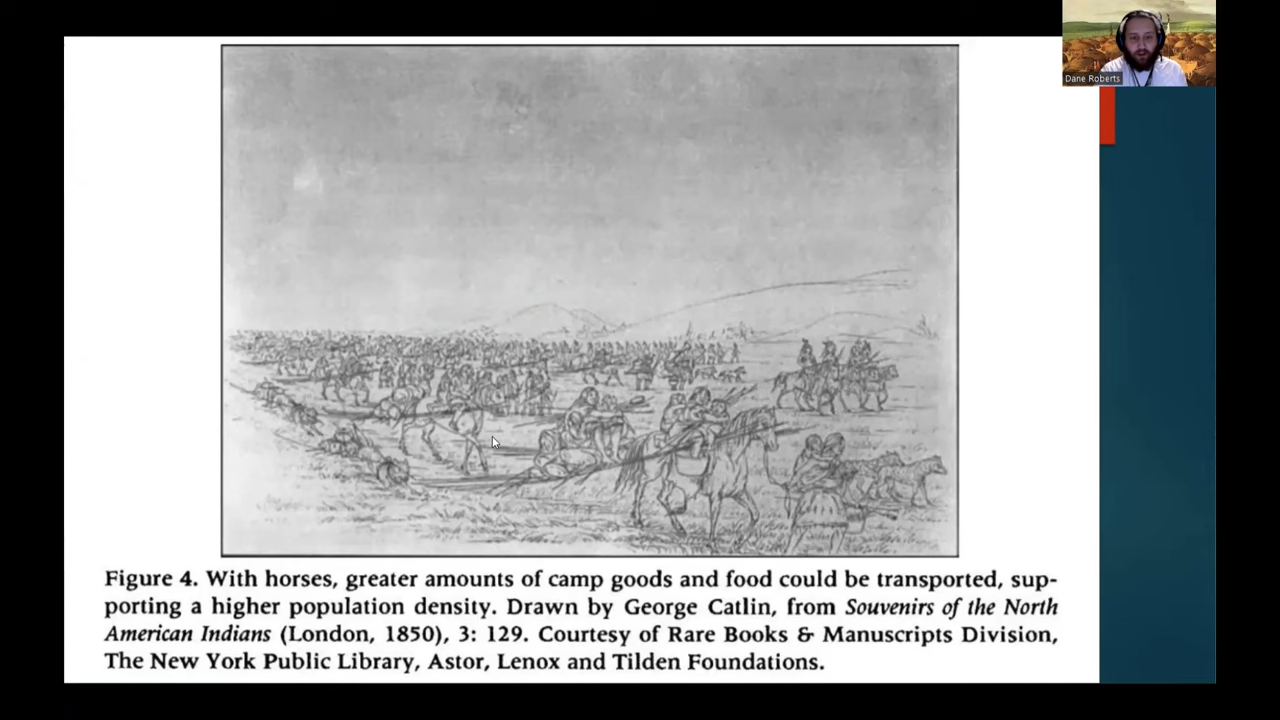 Dane Roberts
Figure 4. With horses, greater amounts of camp goods and food could be transported, sup-
porting a higher population density. Drawn by George Catlin, from Souvenirs of the North
American Indians (London, 1850), 3: 129. Courtesy of Rare Books & Manuscripts Division,
The New York Public Library, Astor, Lenox and Tilden Foundations.